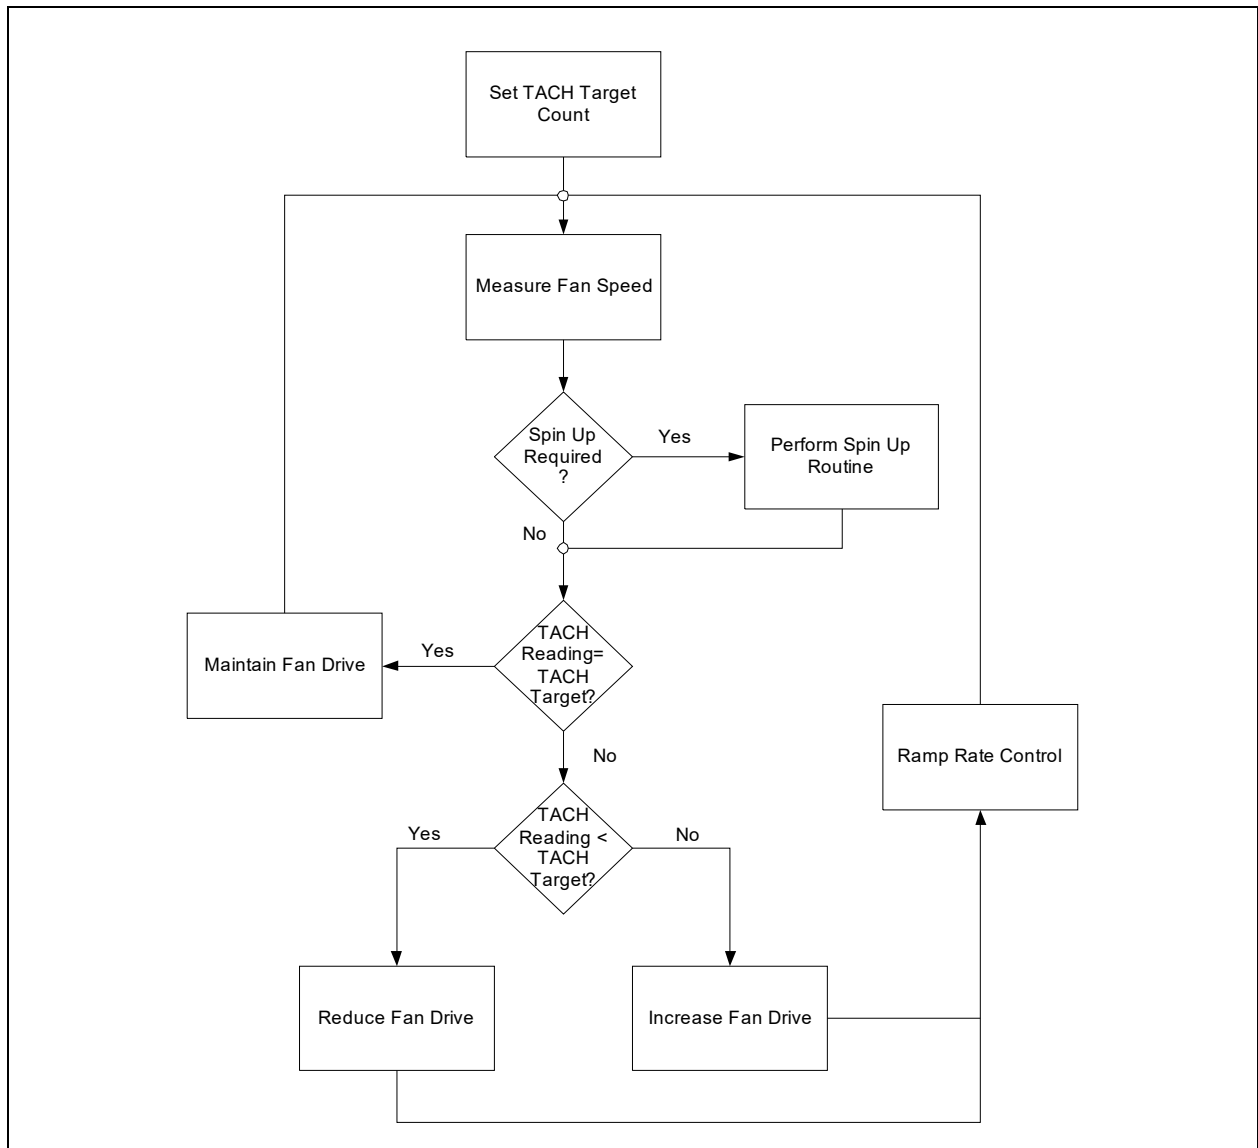 Set TACH Target
Count
Measure Fan Speed
Spin Up
Required
?
Yes
Perform Spin Up
Routine
No
TACH
Reading=
TACH
Target?
Yes
Maintain Fan Drive
No
Ramp Rate Control
TACH
Reading <
TACH
Target?
Yes
No
Reduce Fan Drive
Increase Fan Drive